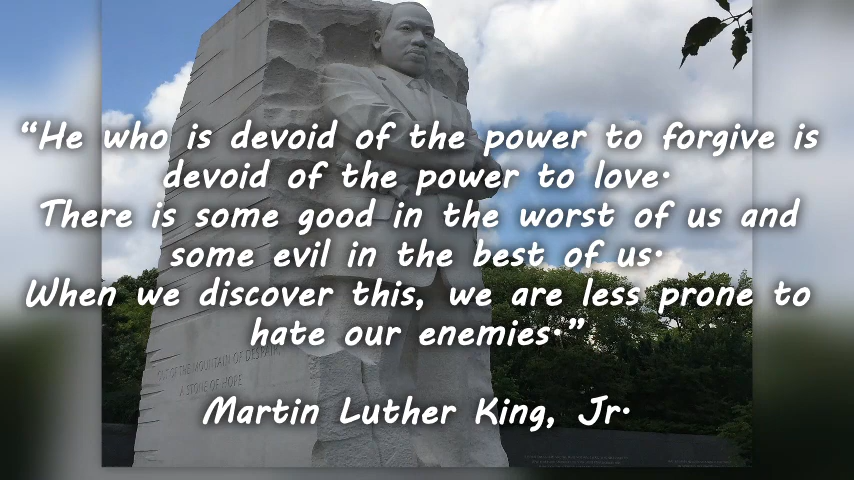 “He who is devoid of the power to forgive is
devoid of the power to love.
There is some good in the worst of us and
some evil in the best of us.
When we discover this, we are less prone to
hate our enemies.”
OUT OF THE MOUNTAIN OF DESPAIR,
A STONE OF HOPE
Martin Luther King, Jr.